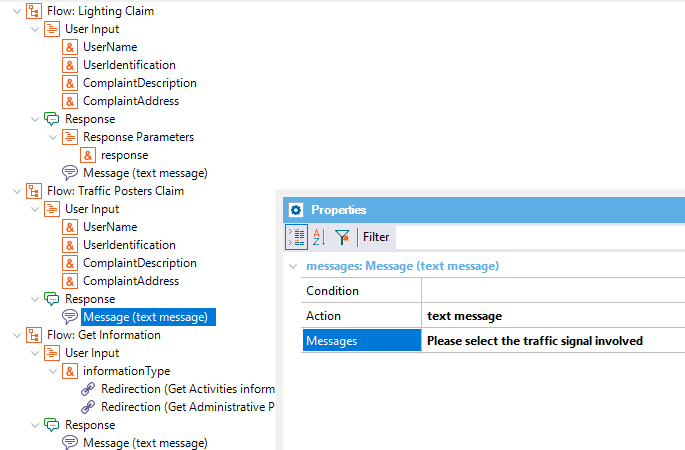 Flow: Lighting Claim
User Input
UserName
UserIdentification
ComplaintDescription
ComplaintAddress
Response
Response Parameters
response
Message (text message)
Flow: Traffic Posters Claim
User Input
UserName
UserIdentification
ComplaintDescription
ComplaintAddress
Response
Message (text message)
Flow: Get Information
User Input
informationType
Redirection (Get Activities inform
Redirection (Get Administrative P
Response
Message (text message)
Properties
Filter
messages: Message (text message)
Condition
Action text message
Messages Please select the traffic signal involved